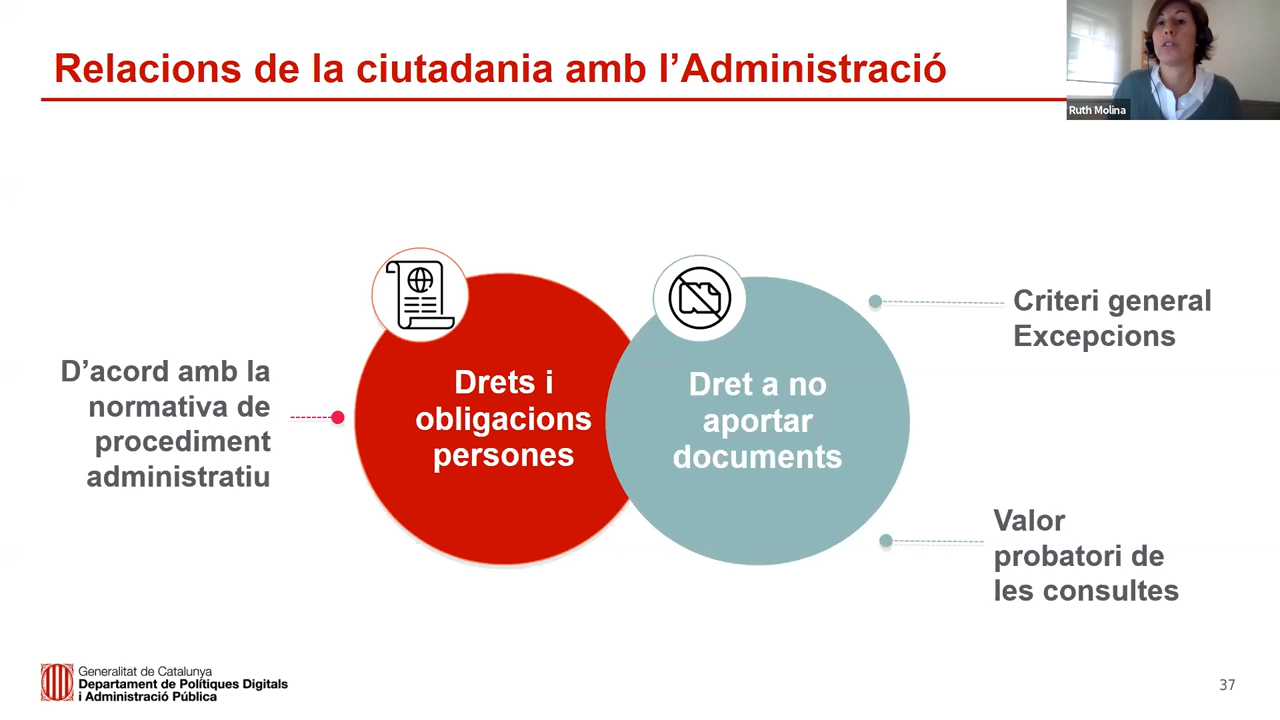 Relacions de la ciutadania amb l’Administració
Ruth Molina
D’acord amb la
normativa de
procediment
administratiu
Drets i
obligacions
persones
Dret a no
aportar
documents
Criteri general
Excepcions
Valor
probatori de
les consultes
Generalitat de Catalunya
Departament de Polítiques Digitals
i Administració Pública
37